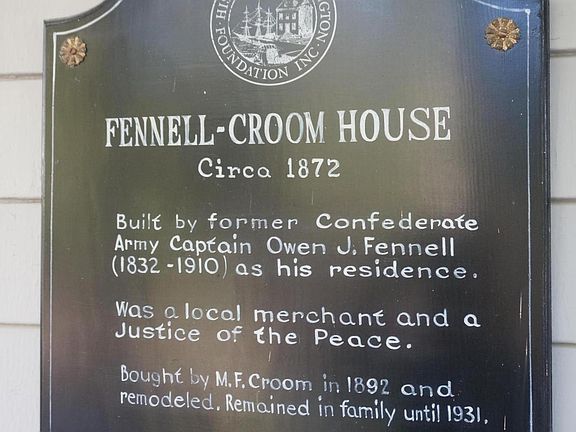 FOUNDATION INC.
FENNELL-CROOM HOUSE
Circa 1872
Built by former Confederate
Army Captain Owen J. Fennell
(1832-1910) as his residence.
Was a local merchant and a
Justice of the Peace.
Bought by M.F. Croom in 1892 and
remodeled. Remained in family until 1931.